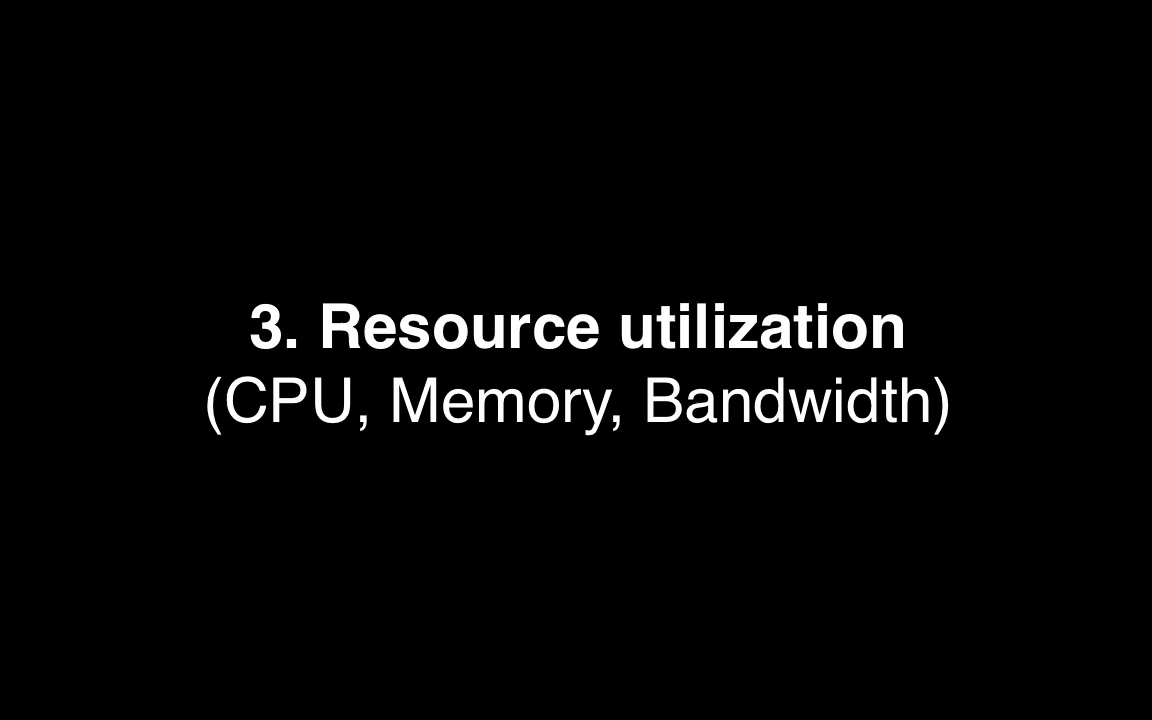 3. Resource utilization
(CPU, Memory, Bandwidth)